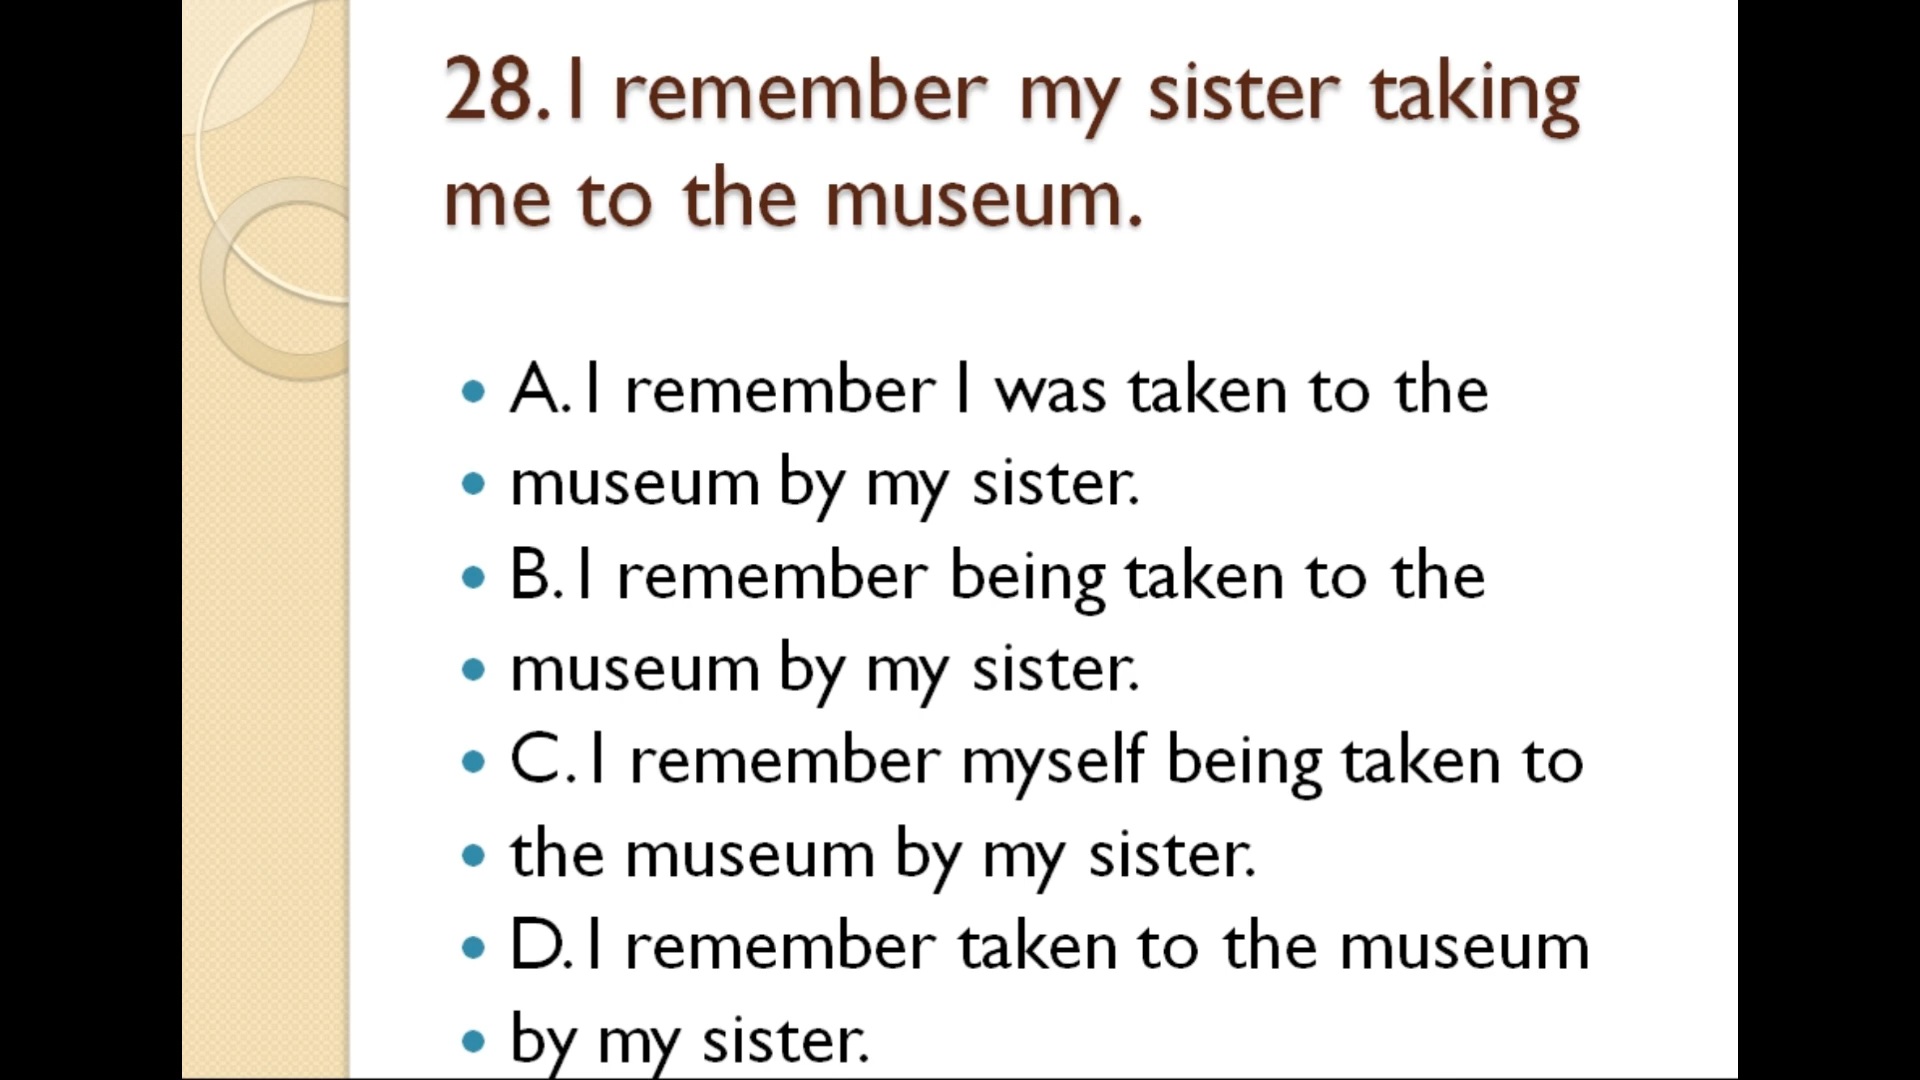 28. I remember my sister taking
me to the museum.
• A. I remember I was taken to the
• museum by my sister.
• B. I remember being taken to the
• museum by my sister.
• C. I remember myself being taken to
• the museum by my sister.
• D. I remember taken to the museum
• by my sister.